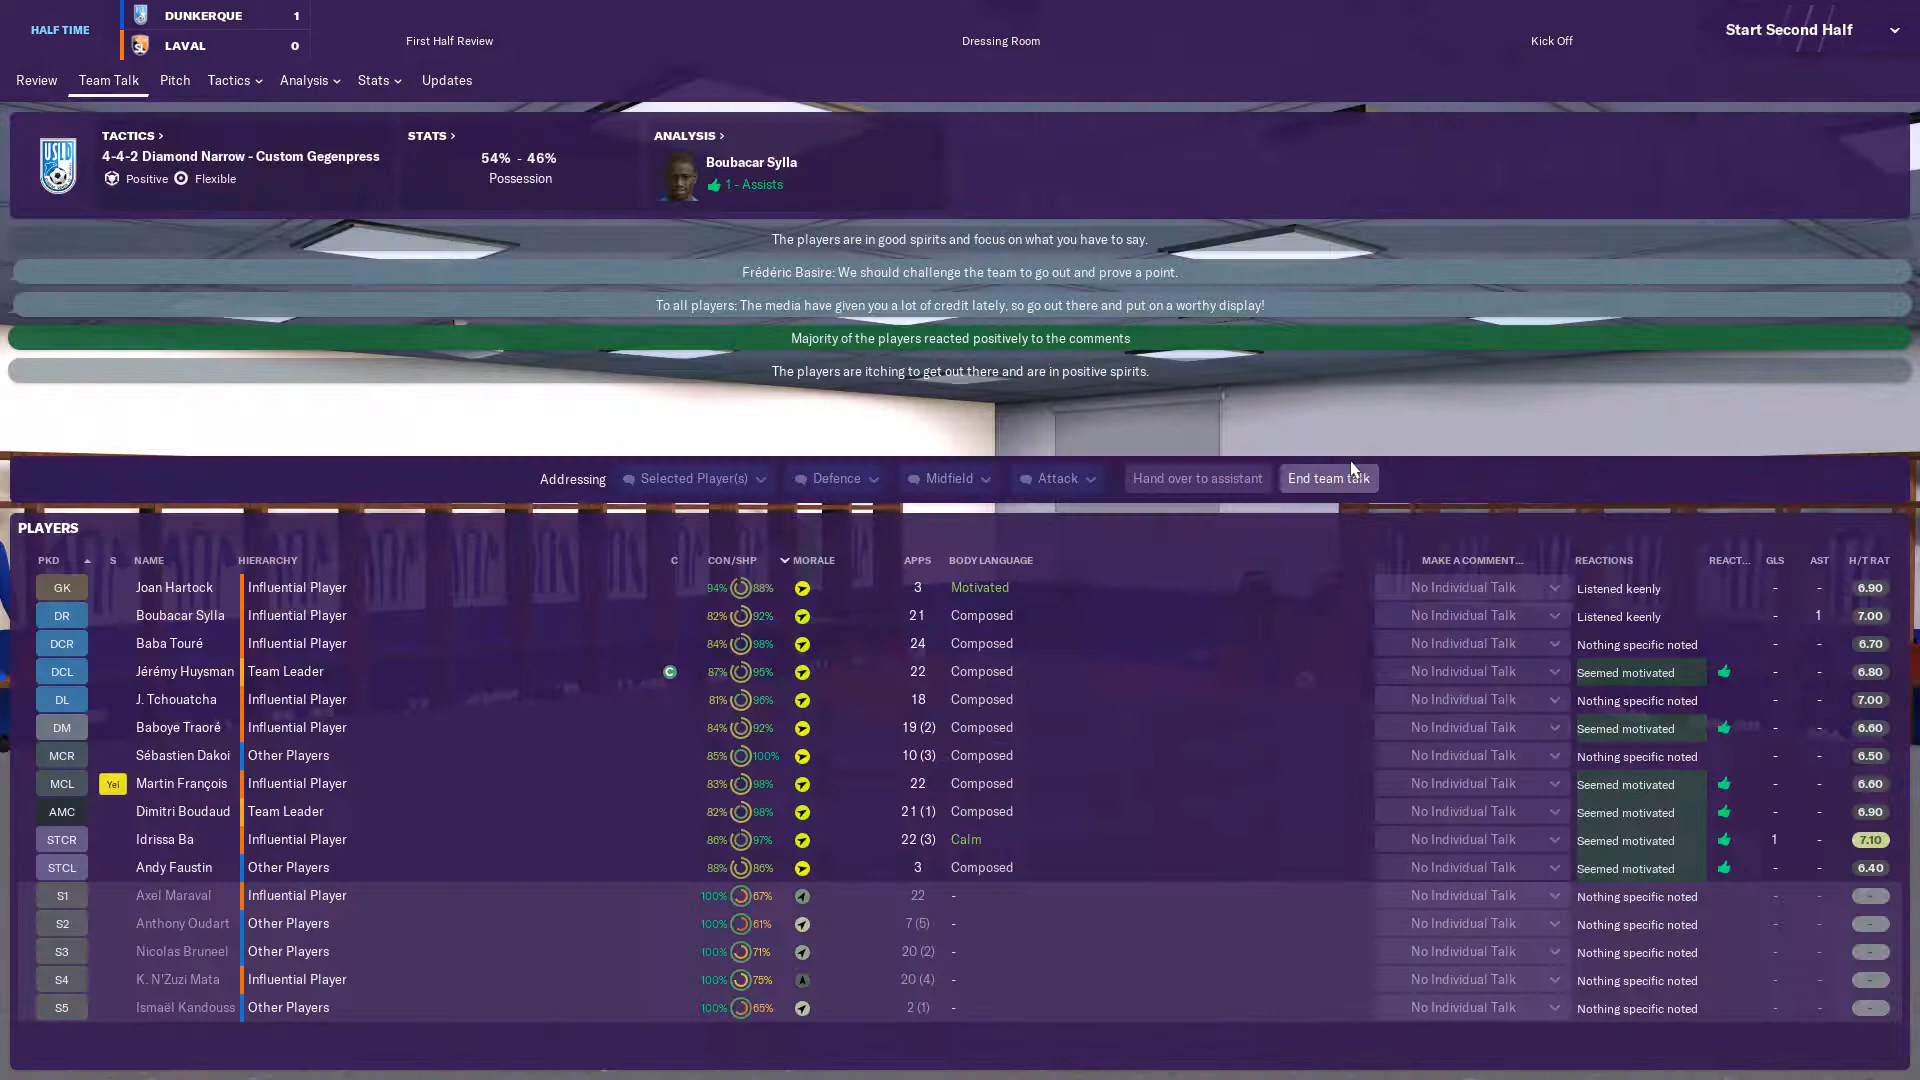 HALF TIME
DUNKERQUE 1
LAVAL 0
First Half Review
Dressing Room
Kick Off
Start Second Half
Review
Team Talk
Pitch
Tactics
Analysis
Stats
Updates
USLD
TACTICS >
4-4-2 Diamond Narrow - Custom Gegenpress
Positive Flexible
STATS >
54% - 46%
Possession
ANALYSIS >
Boubacar Sylla
1 - Assists
The players are in good spirits and focus on what you have to say.
Frédéric Basire: We should challenge the team to go out and prove a point.
To all players: The media have given you a lot of credit lately, so go out there and put on a worthy display!
Majority of the players reacted positively to the comments
The players are itching to get out there and are in positive spirits.
Addressing Selected Player(s) Defence Midfield Attack Hand over to assistant End team talk
PLAYERS
PKD S NAME HIERARCHY C CON/SHP MORALE APPS BODY LANGUAGE MAKE A COMMENT... REACTIONS REACT... GLS AST H/T RAT
GK Joan Hartock Influential Player 94% 88% 3 Motivated No Individual Talk Listened keenly - - 6.90
DR Boubacar Sylla Influential Player 82% 92% 21 Composed No Individual Talk Listened keenly - 1 7.00
DCR Baba Touré Influential Player 84% 98% 24 Composed No Individual Talk Nothing specific noted - - 6.70
DCL Jérémy Huysman Team Leader C 87% 95% 22 Composed No Individual Talk Seemed motivated - - 6.80
DL J. Tchouatcha Influential Player 81% 96% 18 Composed No Individual Talk Nothing specific noted - - 7.00
DM Baboye Traoré Influential Player 84% 92% 19 (2) Composed No Individual Talk Seemed motivated - - 6.60
MCR Sébastien Dakoi Other Players 85% 100% 10 (3) Composed No Individual Talk Nothing specific noted - - 6.50
MCL Yel Martin François Influential Player 83% 98% 22 Composed No Individual Talk Seemed motivated - - 6.60
AMC Dimitri Boudaud Team Leader 82% 98% 21 (1) Composed No Individual Talk Seemed motivated - - 6.90
STCR Idrissa Ba Influential Player 86% 97% 22 (3) Calm No Individual Talk Seemed motivated 1 - 7.10
STCL Andy Faustin Other Players 88% 86% 3 Composed No Individual Talk Seemed motivated - - 6.40
S1 Axel Maraval Influential Player 100% 67% 22 - No Individual Talk Nothing specific noted - - -
S2 Anthony Oudart Other Players 100% 61% 7 (5) - No Individual Talk Nothing specific noted - - -
S3 Nicolas Bruneel Other Players 100% 71% 20 (2) - No Individual Talk Nothing specific noted - - -
S4 K. N'Zuzi Mata Influential Player 100% 75% 20 (4) - No Individual Talk Nothing specific noted - - -
S5 Ismaël Kandouss Other Players 100% 65% 2 (1) - No Individual Talk Nothing specific noted - - -